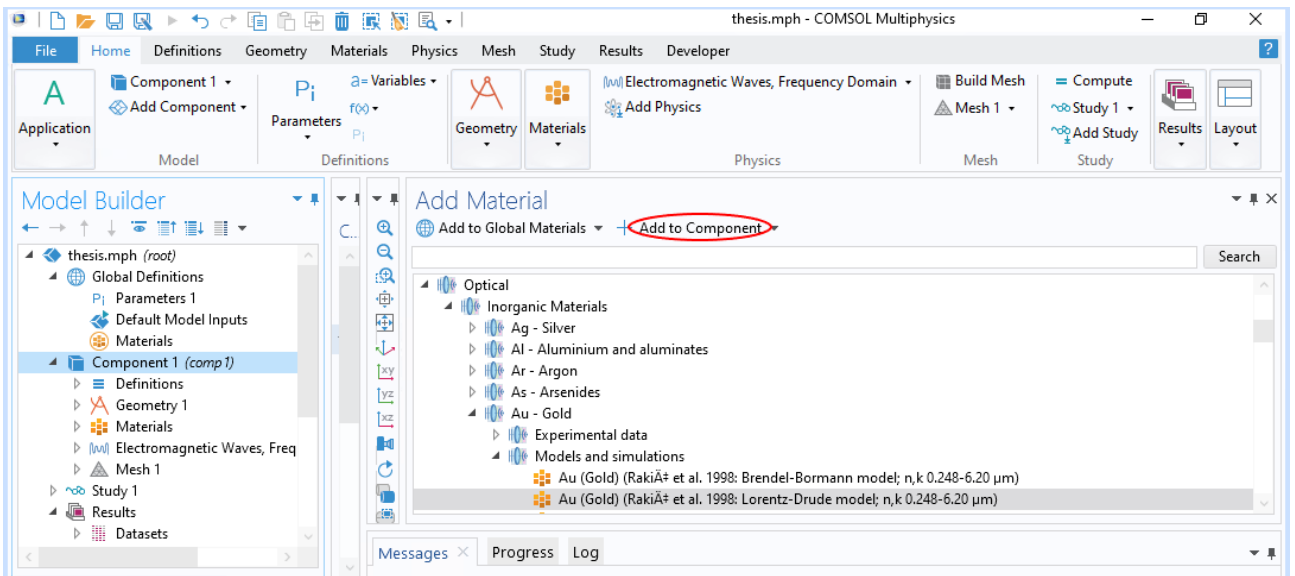 thesis.mph - COMSOL Multiphysics
File Home Definitions Geometry Materials Physics Mesh Study Results Developer ?
A Component 1 Pi a= Variables Electromagnetic Waves, Frequency Domain Build Mesh = Compute
Add Component f(x) Add Physics Mesh 1 Study 1
Application Parameters Pi Geometry Materials Add Study Results Layout
Model Definitions Physics Mesh Study
Model Builder
Add Material
C...
Add to Global Materials + Add to Component
Search
thesis.mph (root)
Global Definitions
Pi Parameters 1
Default Model Inputs
Materials
Component 1 (comp1)
Definitions
Geometry 1
Materials
Electromagnetic Waves, Freq
Mesh 1
Study 1
Results
Datasets
xy
yz
xz
Optical
Inorganic Materials
Ag - Silver
Al - Aluminium and aluminates
Ar - Argon
As - Arsenides
Au - Gold
Experimental data
Models and simulations
Au (Gold) (RakiÄ‡ et al. 1998: Brendel-Bormann model; n,k 0.248-6.20 µm)
Au (Gold) (RakiÄ‡ et al. 1998: Lorentz-Drude model; n,k 0.248-6.20 µm)
Messages Progress Log